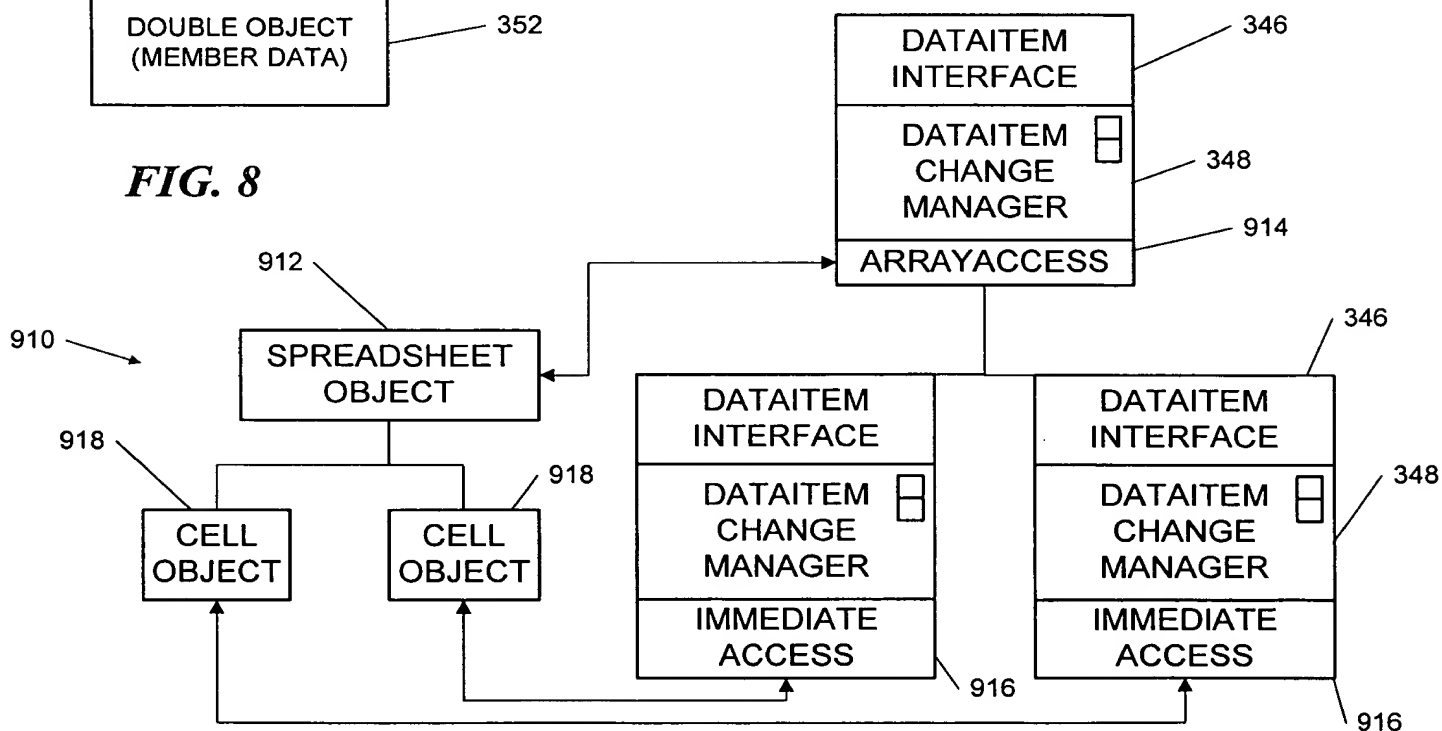 DOUBLE OBJECT
(MEMBER DATA)
352
FIG. 8
DATAITEM
INTERFACE
346
DATAITEM
CHANGE
MANAGER
348
ARRAYACCESS
914
912
910
SPREADSHEET
OBJECT
918
CELL
OBJECT
918
CELL
OBJECT
DATAITEM
INTERFACE
DATAITEM
CHANGE
MANAGER
IMMEDIATE
ACCESS
916
346
DATAITEM
INTERFACE
DATAITEM
CHANGE
MANAGER
348
IMMEDIATE
ACCESS
916